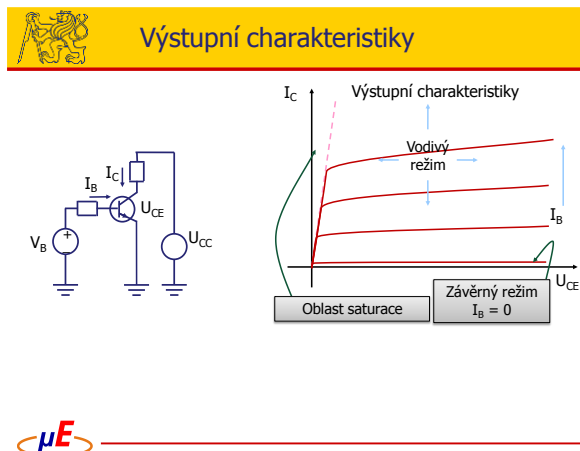 Výstupní charakteristiky
I_C
Výstupní charakteristiky
Vodivý
režim
I_B
U_CE
Oblast saturace
Závěrný režim
I_B = 0
I_C
I_B
U_CE
V_B
+
–
U_CC
μE